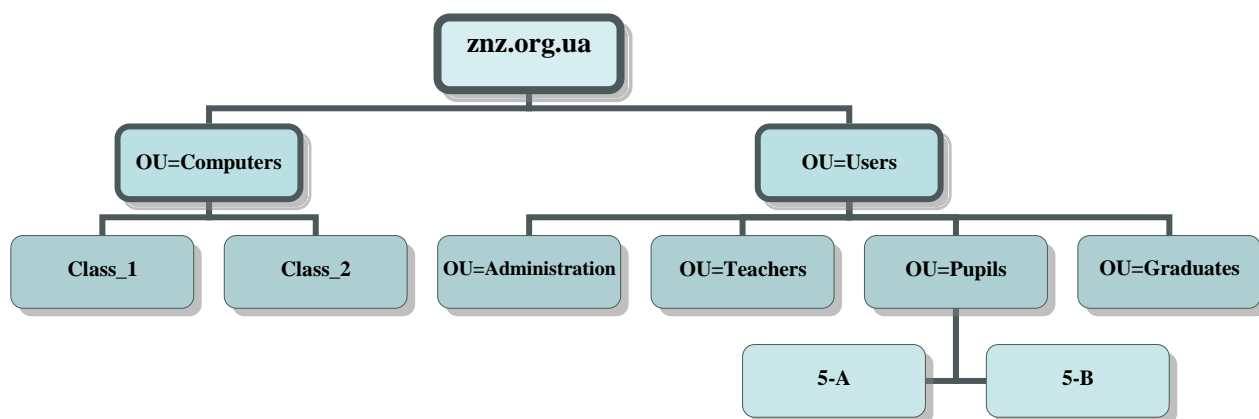 znz.org.ua
OU=Computers
OU=Users
Class_1
Class_2
OU=Administration
OU=Teachers
OU=Pupils
OU=Graduates
5-A
5-B